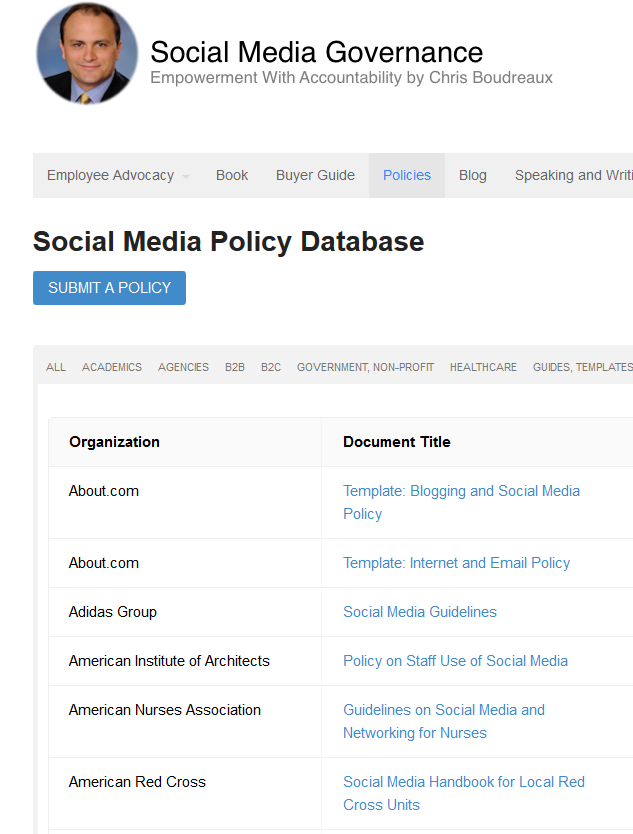 Social Media Governance
Empowerment With Accountability by Chris Boudreaux
Employee Advocacy Book Buyer Guide Policies Blog Speaking and Writi
Social Media Policy Database
SUBMIT A POLICY
ALL ACADEMICS AGENCIES B2B B2C GOVERNMENT, NON-PROFIT HEALTHCARE GUIDES, TEMPLATES
Organization Document Title
About.com Template: Blogging and Social Media
Policy
About.com Template: Internet and Email Policy
Adidas Group Social Media Guidelines
American Institute of Architects Policy on Staff Use of Social Media
American Nurses Association Guidelines on Social Media and
Networking for Nurses
American Red Cross Social Media Handbook for Local Red
Cross Units